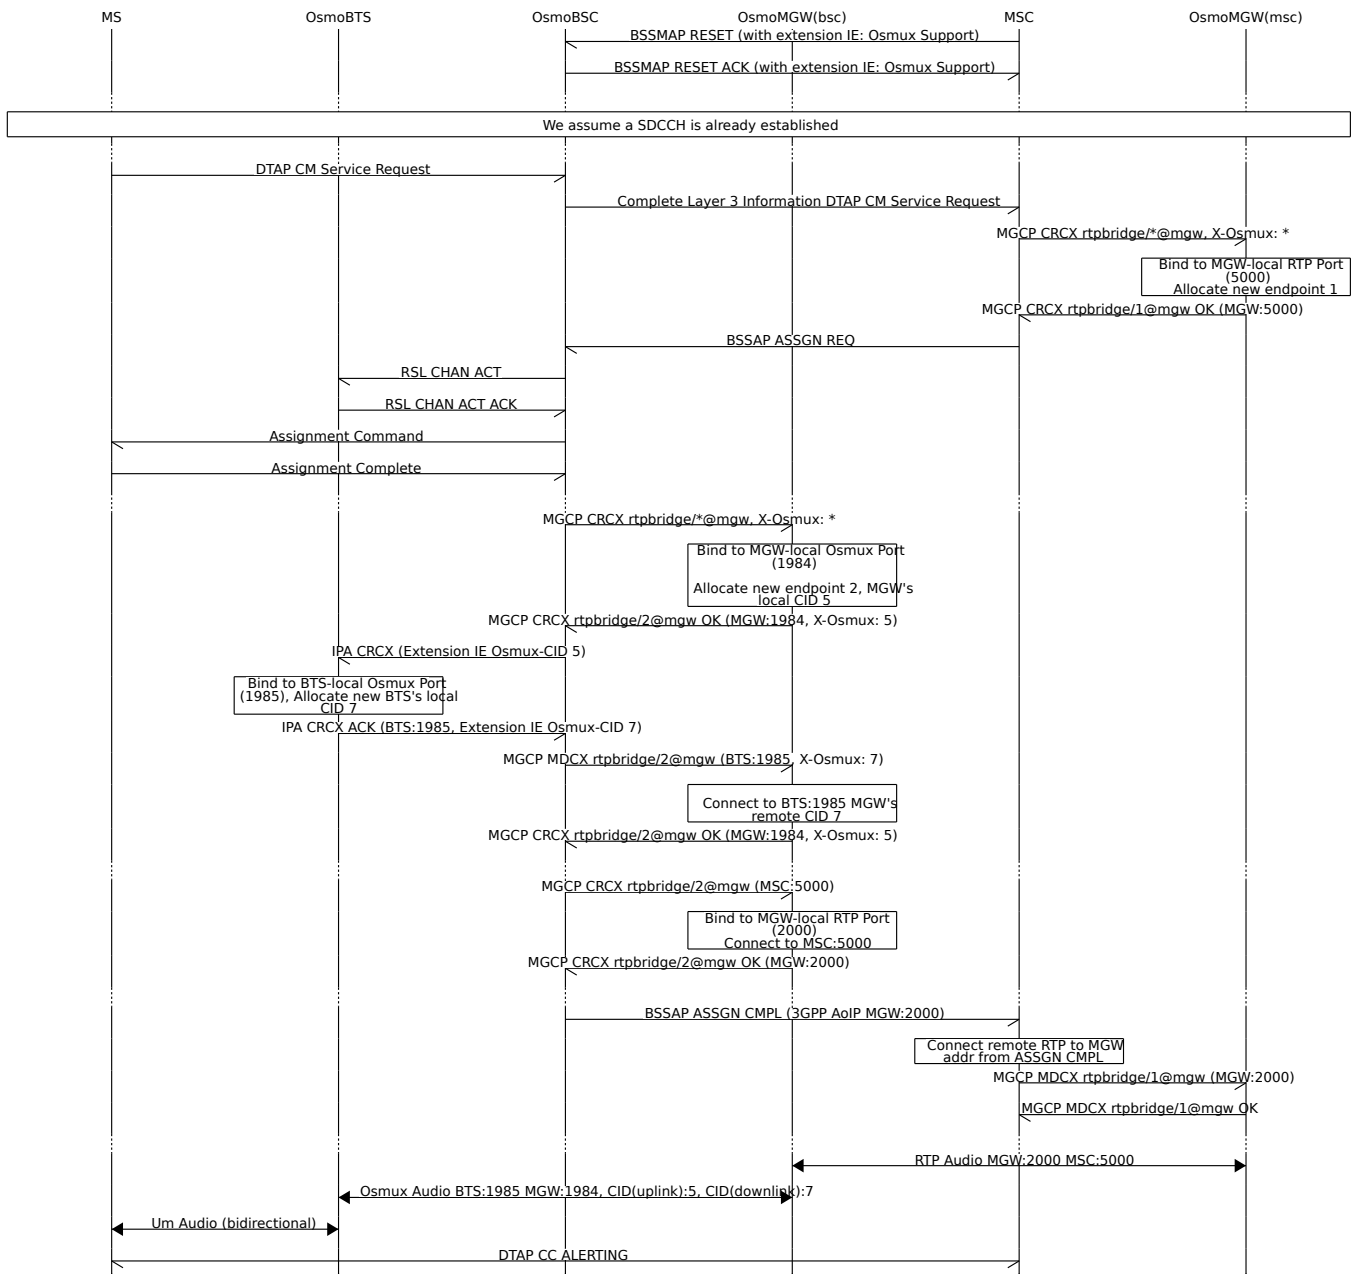 MS OsmoBTS OsmoBSC OsmoMGW(bsc) MSC OsmoMGW(msc)
BSSMAP RESET (with extension IE: Osmux Support)
BSSMAP RESET ACK (with extension IE: Osmux Support)
We assume a SDCCH is already established
DTAP CM Service Request
Complete Layer 3 Information DTAP CM Service Request
MGCP CRCX rtpbridge/*@mgw, X-Osmux: *
Bind to MGW-local RTP Port
(5000)
Allocate new endpoint 1
MGCP CRCX rtpbridge/1@mgw OK (MGW:5000)
BSSAP ASSGN REQ
RSL CHAN ACT
RSL CHAN ACT ACK
Assignment Command
Assignment Complete
MGCP CRCX rtpbridge/*@mgw, X-Osmux: *
Bind to MGW-local Osmux Port
(1984)
Allocate new endpoint 2, MGW's
local CID 5
MGCP CRCX rtpbridge/2@mgw OK (MGW:1984, X-Osmux: 5)
IPA CRCX (Extension IE Osmux-CID 5)
Bind to BTS-local Osmux Port
(1985), Allocate new BTS's local
CID 7
IPA CRCX ACK (BTS:1985, Extension IE Osmux-CID 7)
MGCP MDCX rtpbridge/2@mgw (BTS:1985, X-Osmux: 7)
Connect to BTS:1985 MGW's
remote CID 7
MGCP CRCX rtpbridge/2@mgw OK (MGW:1984, X-Osmux: 5)
MGCP CRCX rtpbridge/2@mgw (MSC:5000)
Bind to MGW-local RTP Port
(2000)
Connect to MSC:5000
MGCP CRCX rtpbridge/2@mgw OK (MGW:2000)
BSSAP ASSGN CMPL (3GPP AoIP MGW:2000)
Connect remote RTP to MGW
addr from ASSGN CMPL
MGCP MDCX rtpbridge/1@mgw (MGW:2000)
MGCP MDCX rtpbridge/1@mgw OK
RTP Audio MGW:2000 MSC:5000
Osmux Audio BTS:1985 MGW:1984, CID(uplink):5, CID(downlink):7
Um Audio (bidirectional)
DTAP CC ALERTING